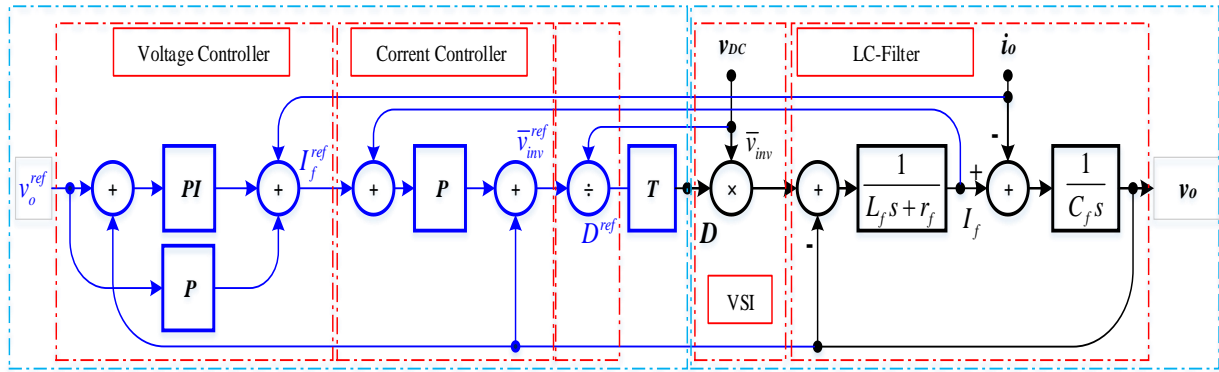 Voltage Controller
Corrent Controller
v_DC
LC-Filter
i_o
I_f^ref
v̄_inv^ref
v̄_inv
-
+
v_o^ref
+
PI
+
+
P
+
÷
T
×
+
1
L_f s + r_f
+
1
C_f s
v_o
D^ref
D
I_f
-
P
VSI